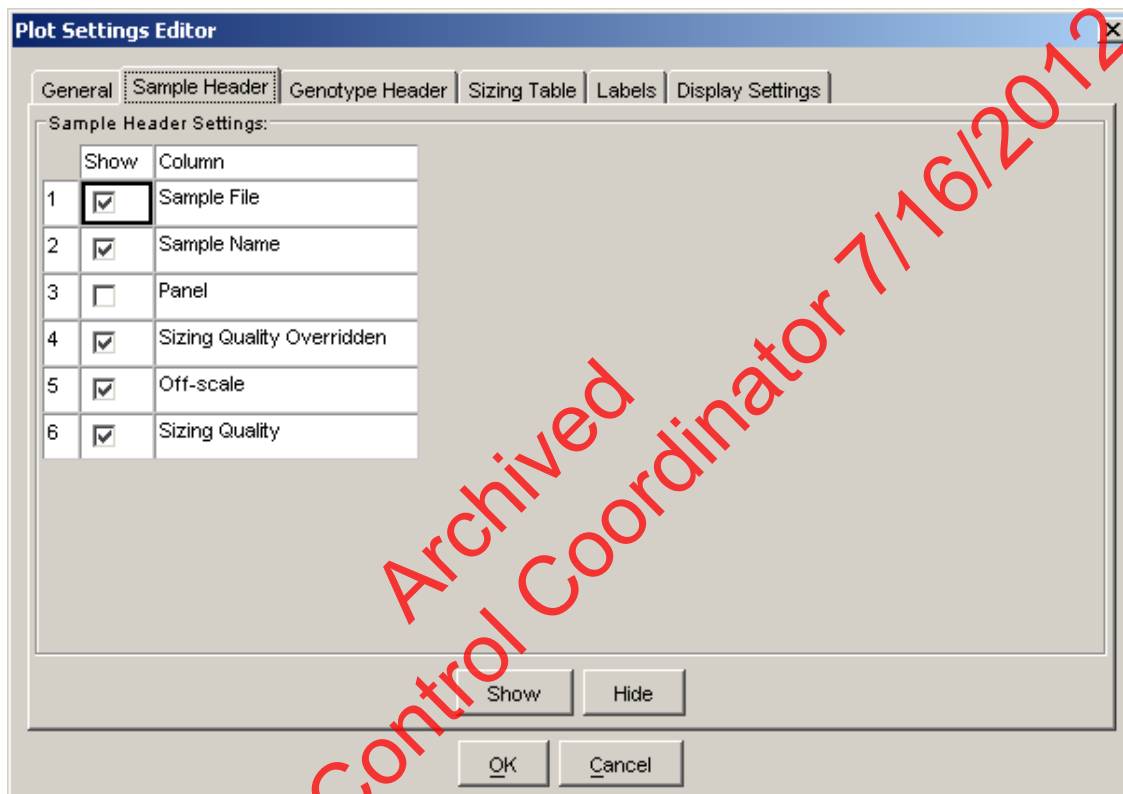 Plot Settings Editor
General Sample Header Genotype Header Sizing Table Labels Display Settings
Sample Header Settings:
Show Column
1 Sample File
2 Sample Name
3 Panel
4 Sizing Quality Overridden
5 Off-scale
6 Sizing Quality
Show Hide
OK Cancel
Archived
Control Coordinator 7/16/2012